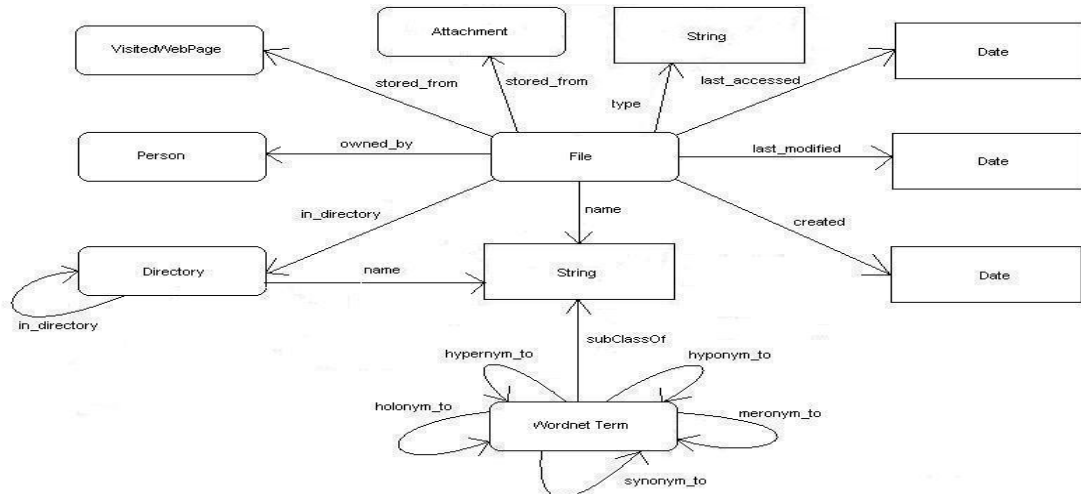 Attachment
String
Date
VisitedWebPage
stored_from
stored_from
last_accessed
type
Person
owned_by
File
last_modified
Date
in_directory
name
created
Directory
name
String
Date
in_directory
subClassOf
hypernym_to
hyponym_to
holonym_to
Wordnet Term
meronym_to
synonym_to